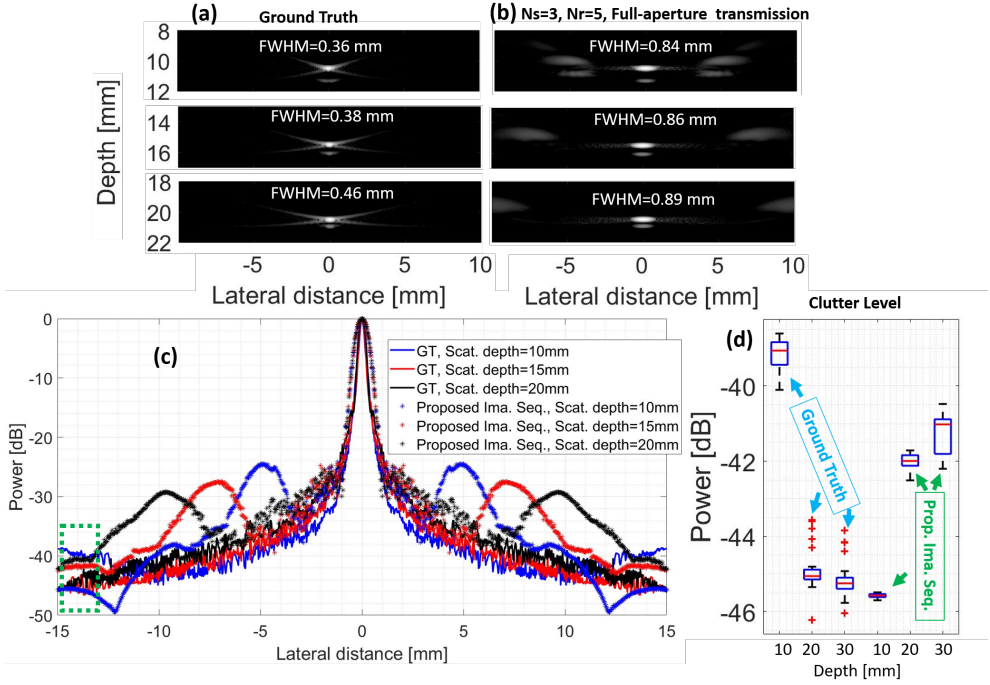 (a)
Ground Truth
(b) Ns=3, Nr=5, Full-aperture transmission
8
10
12
FWHM=0.36 mm
FWHM=0.84 mm
Depth [mm]
14
16
FWHM=0.38 mm
FWHM=0.86 mm
18
20
22
FWHM=0.46 mm
FWHM=0.89 mm
-5 0 5 10
-5 0 5 10
Lateral distance [mm]
Lateral distance [mm]
(c)
0
-10
-20
-30
-40
-50
Power [dB]
GT, Scat. depth=10mm
GT, Scat. depth=15mm
GT, Scat. depth=20mm
Proposed Ima. Seq., Scat. depth=10mm
Proposed Ima. Seq., Scat. depth=15mm
Proposed Ima. Seq., Scat. depth=20mm
-15 -10 -5 0 5 10 15
Lateral distance [mm]
Clutter Level
(d)
-40
-42
-44
-46
Power [dB]
Ground Truth
Prop. Ima. Seq.
10 20 30 10 20 30
Depth [mm]